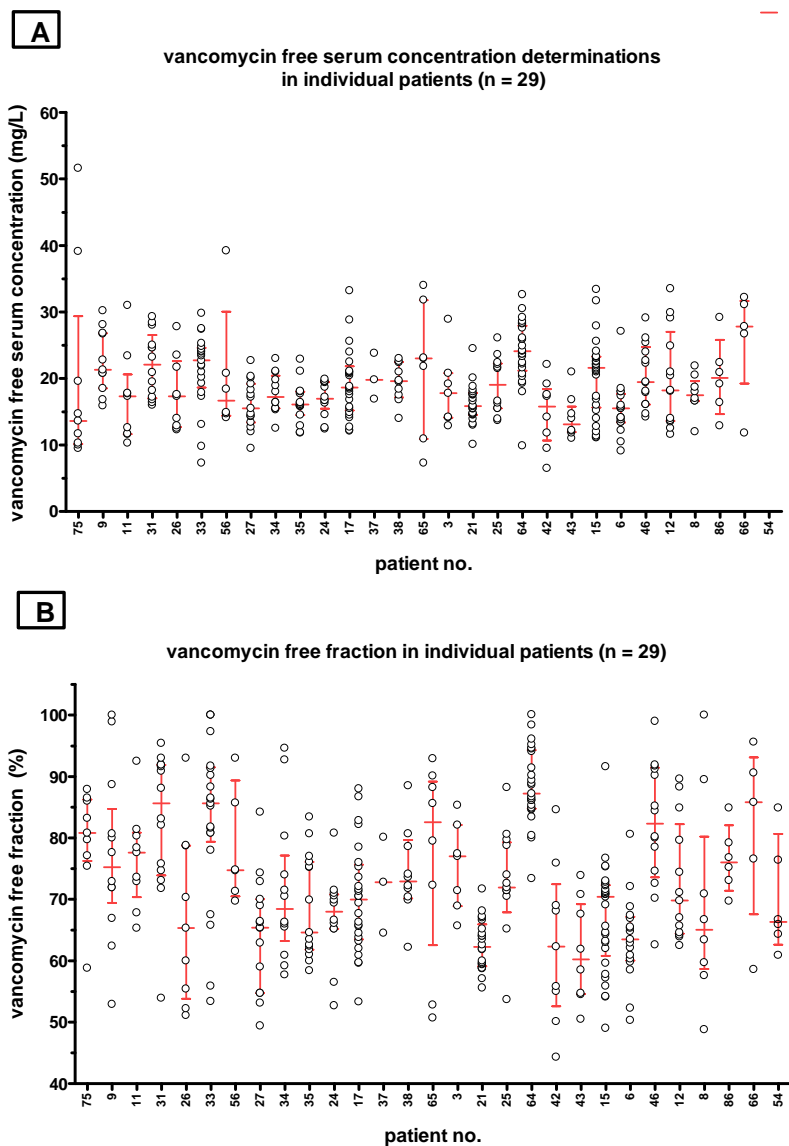 A
vancomycin free serum concentration determinations
in individual patients (n = 29)
vancomycin free serum concentration (mg/L)
60
50
40
30
20
10
0
75 9 11 31 26 33 56 27 34 35 24 17 37 38 65 3 21 25 64 42 43 15 6 46 12 8 86 66 54
patient no.
B
vancomycin free fraction in individual patients (n = 29)
vancomycin free fraction (%)
100
90
80
70
60
50
40
75 9 11 31 26 33 56 27 34 35 24 17 37 38 65 3 21 25 64 42 43 15 6 46 12 8 86 66 54
patient no.